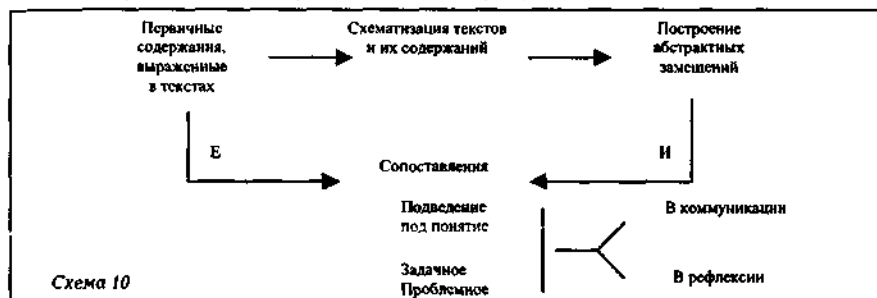 Первичные
содержания,
выраженные
в текстах
Схематизация текстов
и их содержаний
Построение
абстрактных
замещений
Е
И
Сопоставления
Подведение
под понятие
Задачное
Проблемное
В коммуникации
В рефлексии
Схема 10